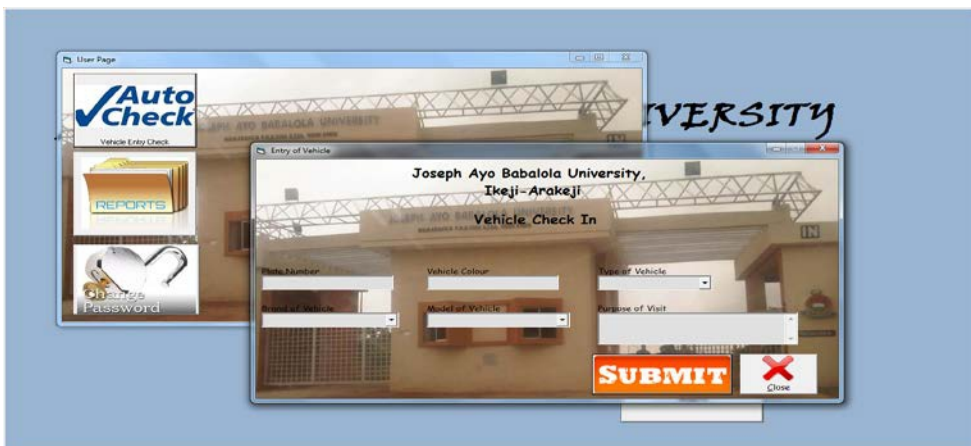 User Page
Auto
Check
Vehicle Entry Check
REPORTS
Change
Password
IVERSITY
Entry of Vehicle
Joseph Ayo Babalola University,
Ikeji-Arakeji
Vehicle Check In
IN
Plate Number
Vehicle Colour
Type of Vehicle
Brand of Vehicle
Model of Vehicle
Purpose of Visit
SUBMIT
Close